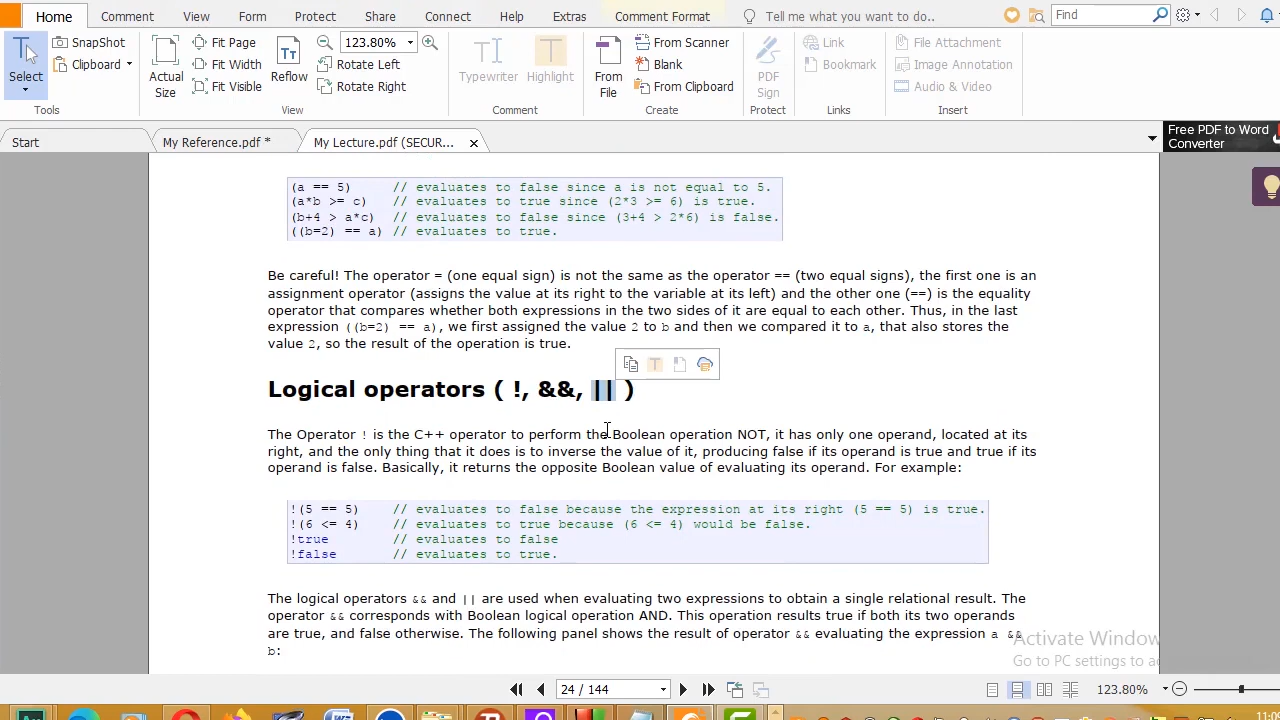 Home Comment View Form Protect Share Connect Help Extras Comment Format Tell me what you want to do.. Find
Select
Tools
SnapShot
Clipboard
Actual Size
Fit Page
Fit Width
Fit Visible
Reflow
123.80%
Rotate Left
Rotate Right
View
Typewriter
Highlight
Comment
From File
From Scanner
Blank
From Clipboard
Create
PDF Sign
Protect
Link
Bookmark
Links
File Attachment
Image Annotation
Audio & Video
Insert
Start My Reference.pdf * My Lecture.pdf (SECUR...
Free PDF to Word
Converter
(a == 5) // evaluates to false since a is not equal to 5.
(a*b >= c) // evaluates to true since (2*3 >= 6) is true.
(b+4 > a*c) // evaluates to false since (3+4 > 2*6) is false.
((b=2) == a) // evaluates to true.
Be careful! The operator = (one equal sign) is not the same as the operator == (two equal signs), the first one is an
assignment operator (assigns the value at its right to the variable at its left) and the other one (==) is the equality
operator that compares whether both expressions in the two sides of it are equal to each other. Thus, in the last
expression ((b=2) == a), we first assigned the value 2 to b and then we compared it to a, that also stores the
value 2, so the result of the operation is true.
Logical operators ( !, &&, || )
The Operator ! is the C++ operator to perform the Boolean operation NOT, it has only one operand, located at its
right, and the only thing that it does is to inverse the value of it, producing false if its operand is true and true if its
operand is false. Basically, it returns the opposite Boolean value of evaluating its operand. For example:
!(5 == 5) // evaluates to false because the expression at its right (5 == 5) is true.
!(6 <= 4) // evaluates to true because (6 <= 4) would be false.
!true // evaluates to false
!false // evaluates to true.
The logical operators && and || are used when evaluating two expressions to obtain a single relational result. The
operator && corresponds with Boolean logical operation AND. This operation results true if both its two operands
are true, and false otherwise. The following panel shows the result of operator && evaluating the expression a &&
b:
Activate Window
Go to PC settings to a
24 / 144
123.80%